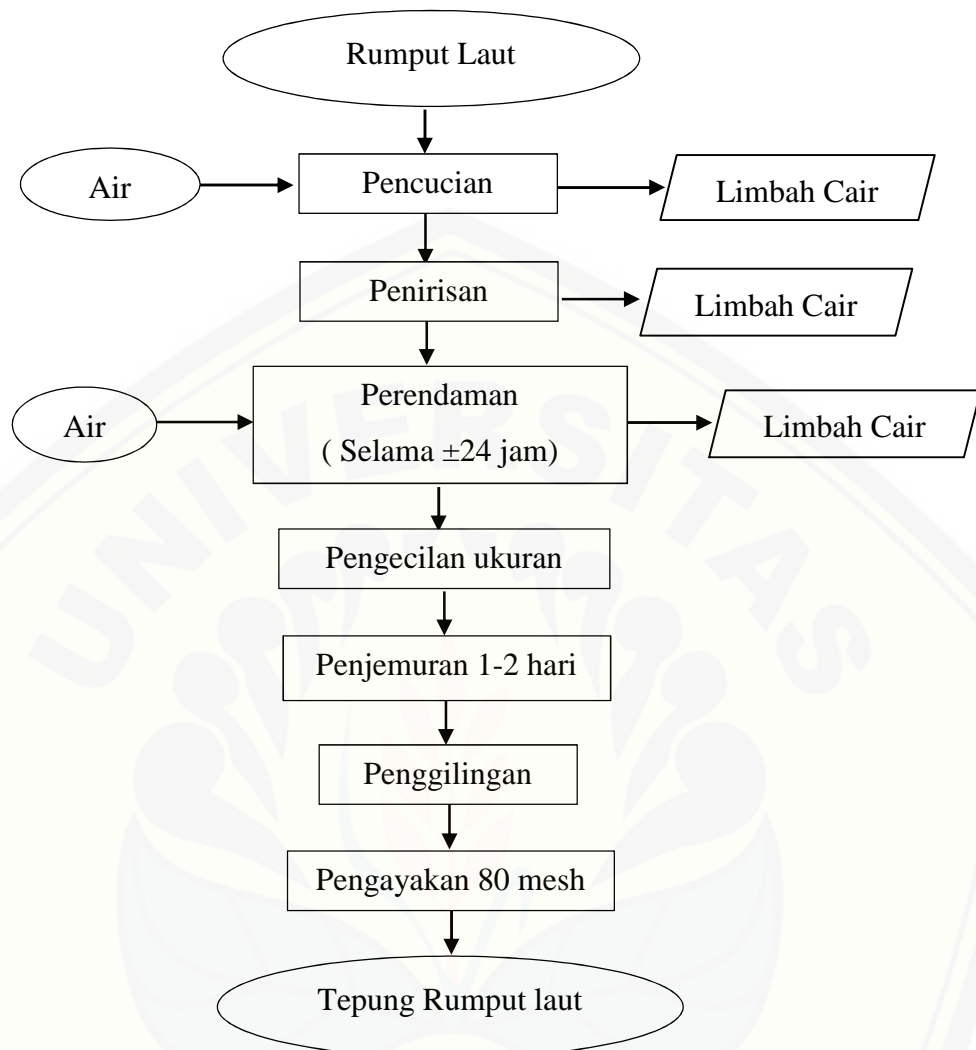 Rumput Laut
Air
Pencucian
Limbah Cair
Penirisan
Limbah Cair
Air
Perendaman
( Selama ±24 jam)
Limbah Cair
Pengecilan ukuran
Penjemuran 1-2 hari
Penggilingan
Pengayakan 80 mesh
Tepung Rumput laut
UNIVERSITAS